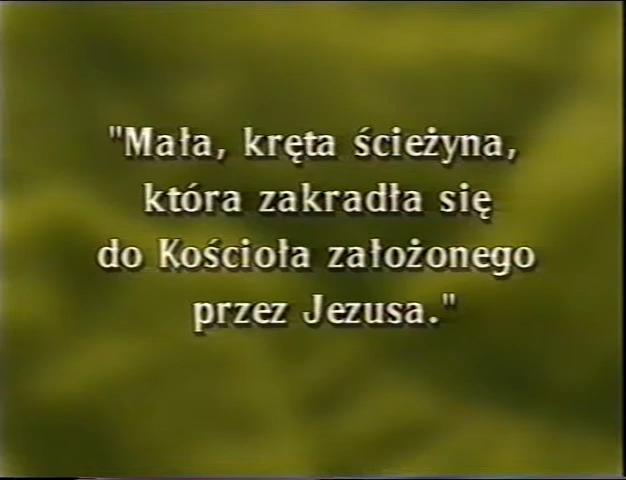 "Mała, kręta ścieżyna,
która zakradła się
do Kościoła założonego
przez Jezusa."